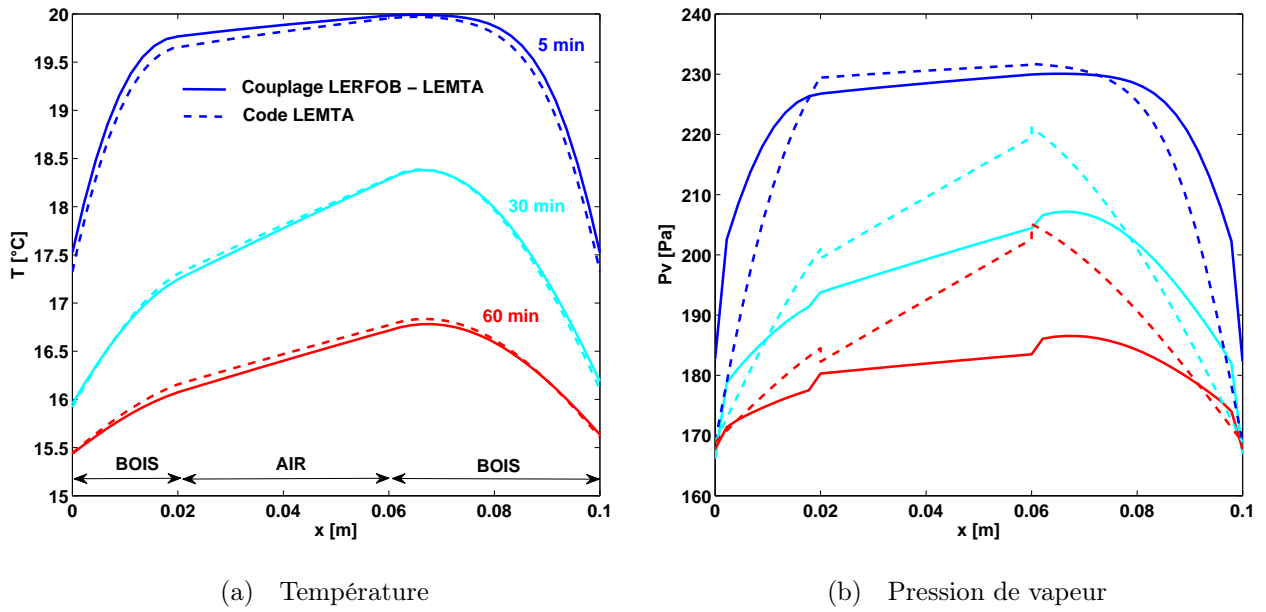 20
19.5
19
18.5
18
17.5
17
16.5
16
15.5
15
T [°C]
0
0.02
0.04
0.06
0.08
0.1
x [m]
5 min
Couplage LERFOB − LEMTA
Code LEMTA
30 min
60 min
BOIS
AIR
BOIS
(a) Température
240
230
220
210
200
190
180
170
160
Pv [Pa]
0
0.02
0.04
0.06
0.08
0.1
x [m]
(b) Pression de vapeur